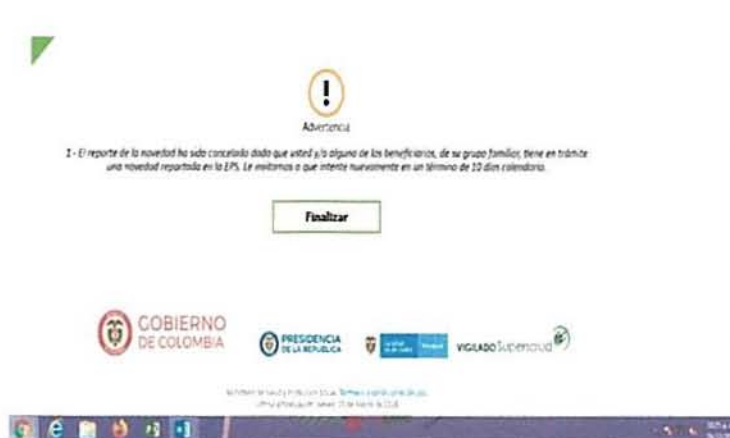 !
Advertencia
1 - El reporte de la novedad ha sido cancelado dado que usted y/o alguno de los beneficiarios, de su grupo familiar, tiene en trámite
una novedad reportada en la EPS. Le invitamos a que intente nuevamente en un término de 10 días calendario.
Finalizar
GOBIERNO
DE COLOMBIA
PRESIDENCIA
DE LA REPÚBLICA
VIGILADO Supersalud